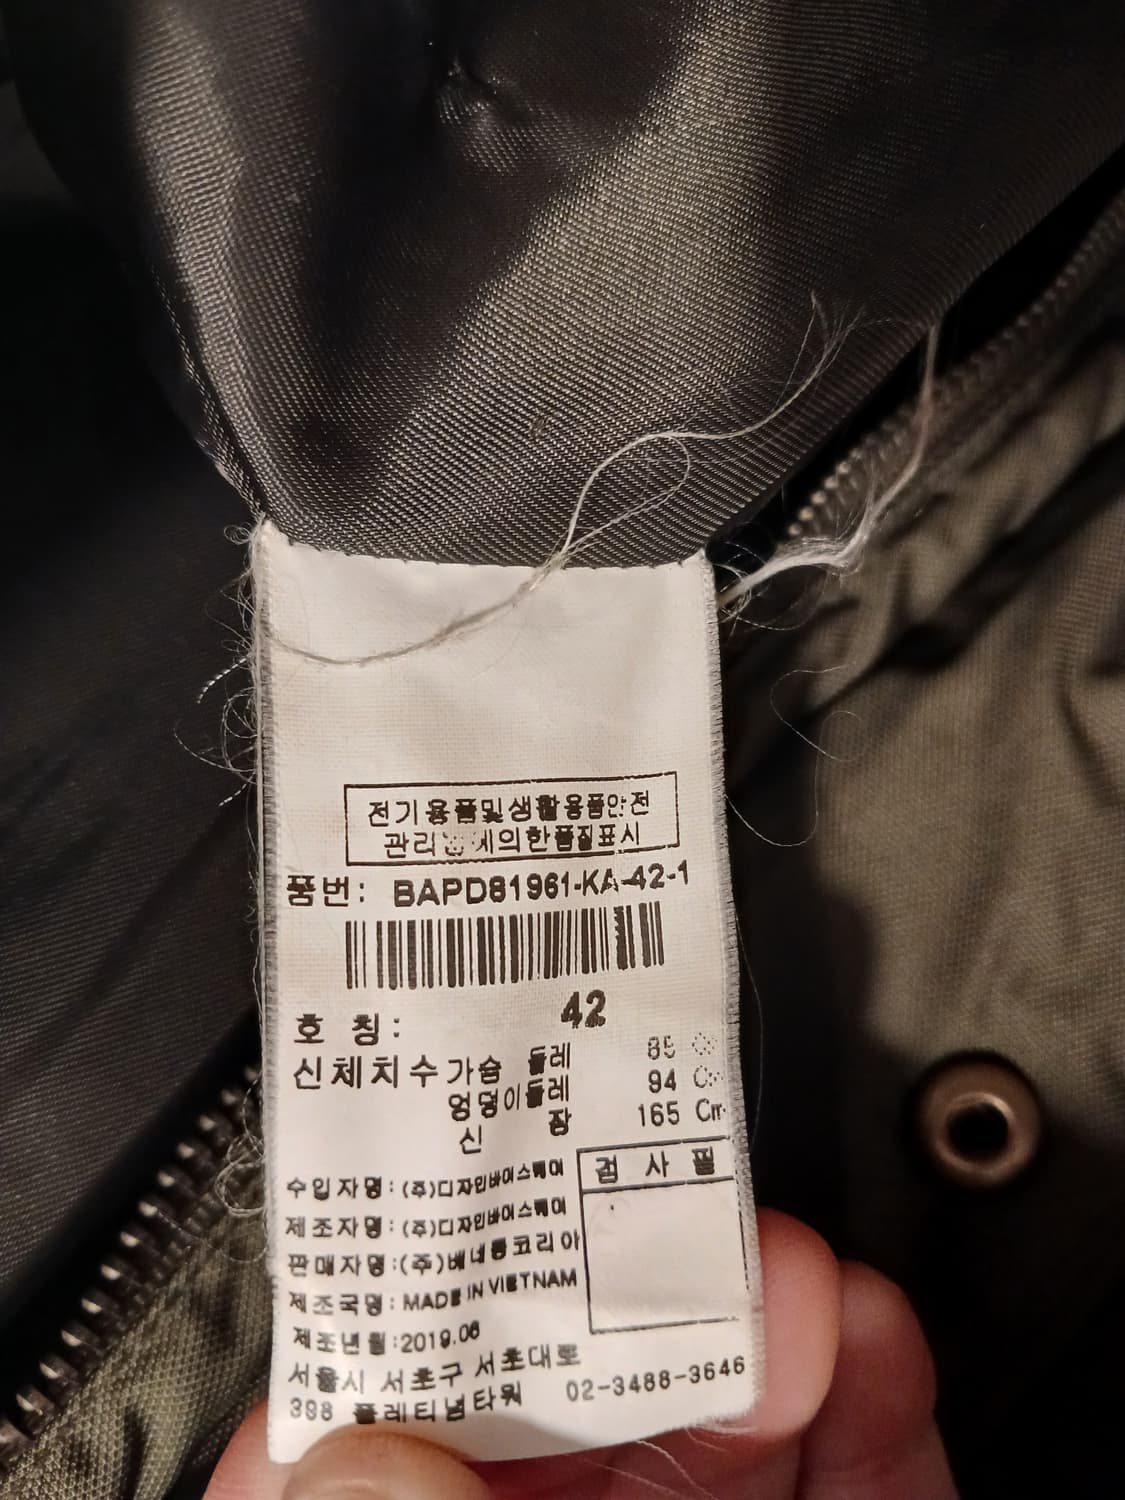 전기용품및생활용품안전
관리법에의한품질표시
품번: BAPD81961-KA-42-1
호 칭: 42
신체치수 가슴 둘레 85 Cm
엉덩이둘레 94 Cm
신 장 165 Cm
검 사 필
수입자명:(주)디자인바이스퀘어
제조자명:(주)디자인바이스퀘어
판매자명:(주)베네통코리아
제조국명: MADE IN VIETNAM
제조년월:2019.06
서울시 서초구 서초대로
398 플래티넘타워 02-3488-3646